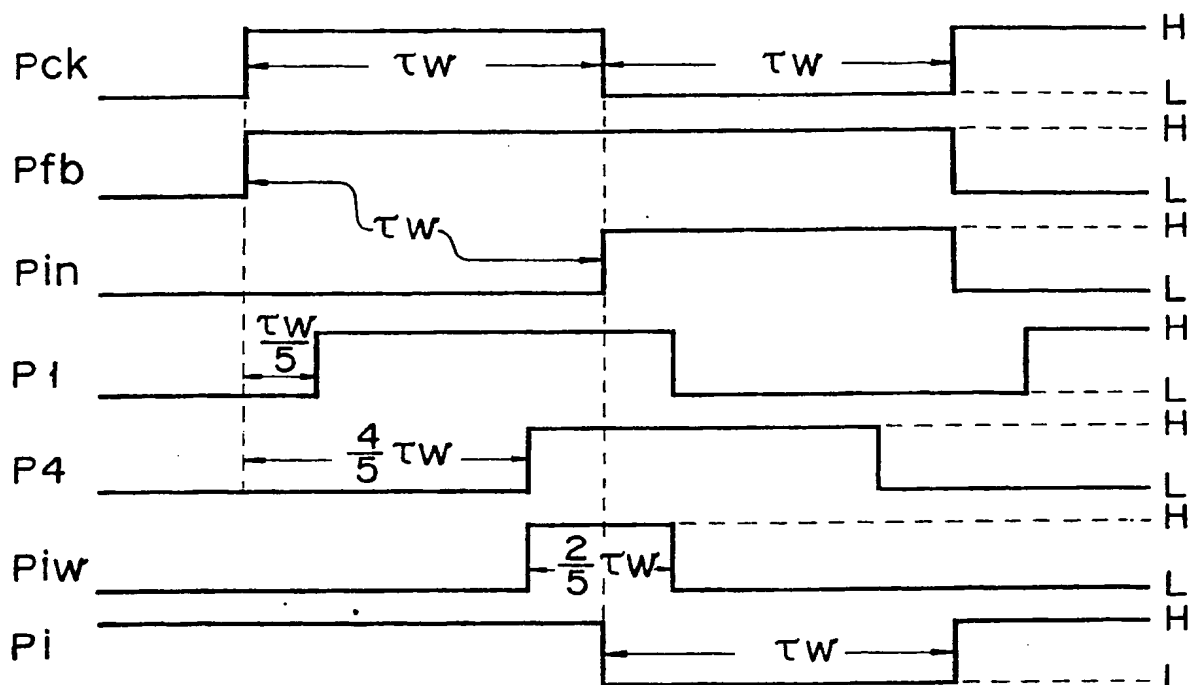 Pck τw τw H
L
Pfb H
L
τw
Pin H
L
P1 τw/5 H
L
P4 4/5 τw H
L
Piw 2/5 τw H
L
Pi τw H
L